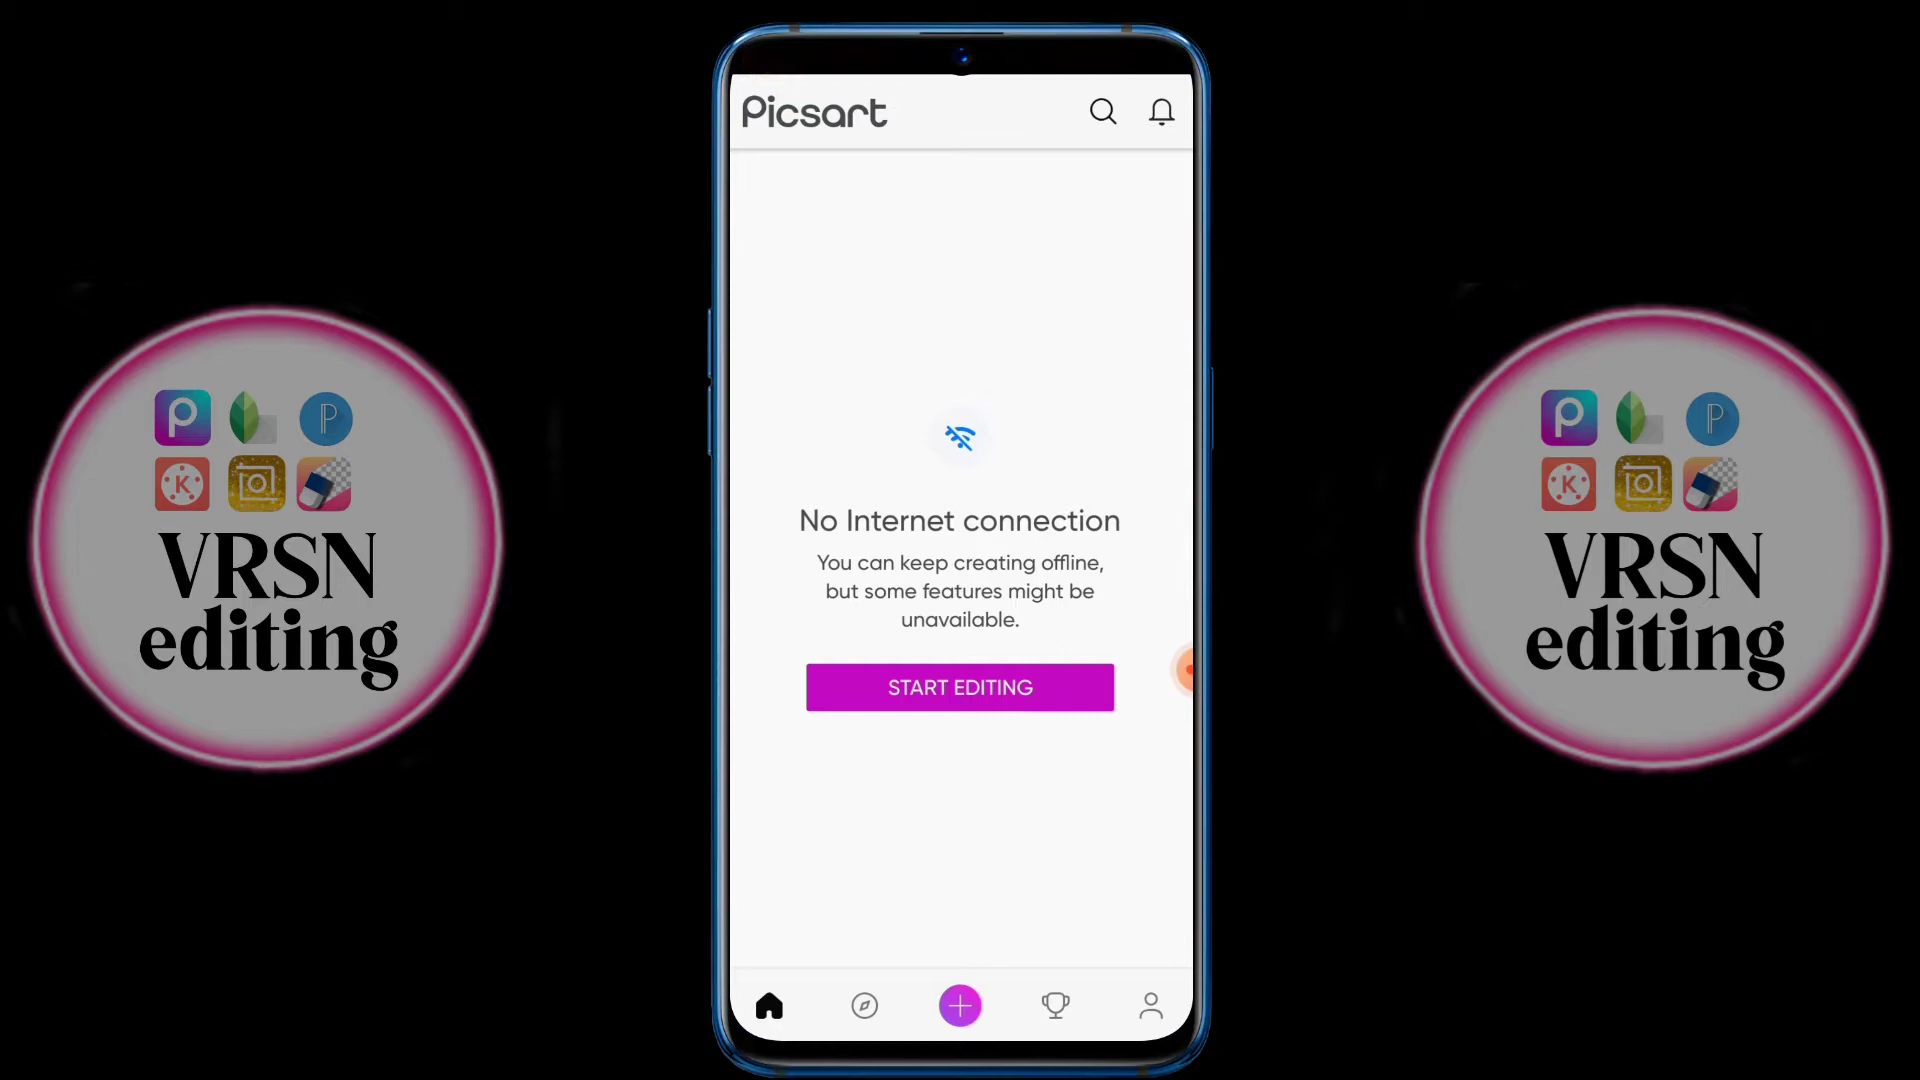 Picsart
No Internet connection
You can keep creating offline,
but some features might be
unavailable.
START EDITING
P
P
K
VRSN
editing
P
P
K
VRSN
editing